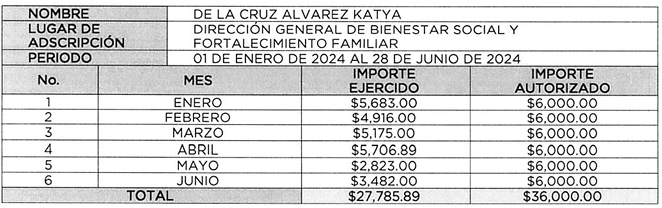 NOMBRE DE LA CRUZ ALVAREZ KATYA
LUGAR DE ADSCRIPCIÓN DIRECCIÓN GENERAL DE BIENESTAR SOCIAL Y
FORTALECIMIENTO FAMILIAR
PERIODO 01 DE ENERO DE 2024 AL 28 DE JUNIO DE 2024
No. MES IMPORTE EJERCIDO IMPORTE AUTORIZADO
1 ENERO $5,683.00 $6,000.00
2 FEBRERO $4,916.00 $6,000.00
3 MARZO $5,175.00 $6,000.00
4 ABRIL $5,706.89 $6,000.00
5 MAYO $2,823.00 $6,000.00
6 JUNIO $3,482.00 $6,000.00
TOTAL $27,785.89 $36,000.00